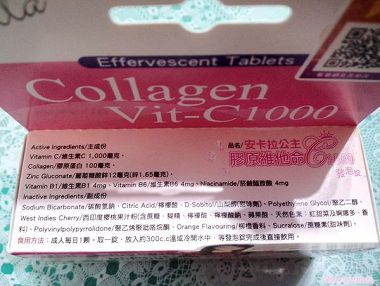 Effervescent Tablets
Collagen
Vit-C1000
Active Ingredients/主成份
Vitamin C/維生素C 1,000毫克。
Collagen/膠原蛋白 100毫克。
Zinc Gluconate/葡萄糖酸鋅12毫克(鋅1.65毫克)。
Vitamin B1/維生素B1 4mg、Vitamin B6/維生素B6 4mg、Niacinamide/菸鹼醯胺 4mg
品名/安卡拉公主
膠原維他命C
發泡錠
Inactive Ingredient/副成份
Sodium Bicarbonate/碳酸氫鈉, Citric Acid/檸檬酸, D-Sobitol/山梨醇(甜味劑), Polyethylme Glycol/聚乙二醇,
West Indies Cherry/西印度櫻桃果汁粉(含蔗糖、糊精、檸檬酸、檸檬酸鈉、蘋果酸、天然色素: 紅甜菜及婀娜多、香
料)、Polyvinylpolypyrrolidone/聚乙烯聚吡咯烷酮、Orange Flavouring/柳橙香料、Sucralose/蔗糖素(甜味劑)。
食用方法: 成人每日1顆。取一錠,放入約300c.c溫或冷開水中,等發泡錠完成後直接飲用。